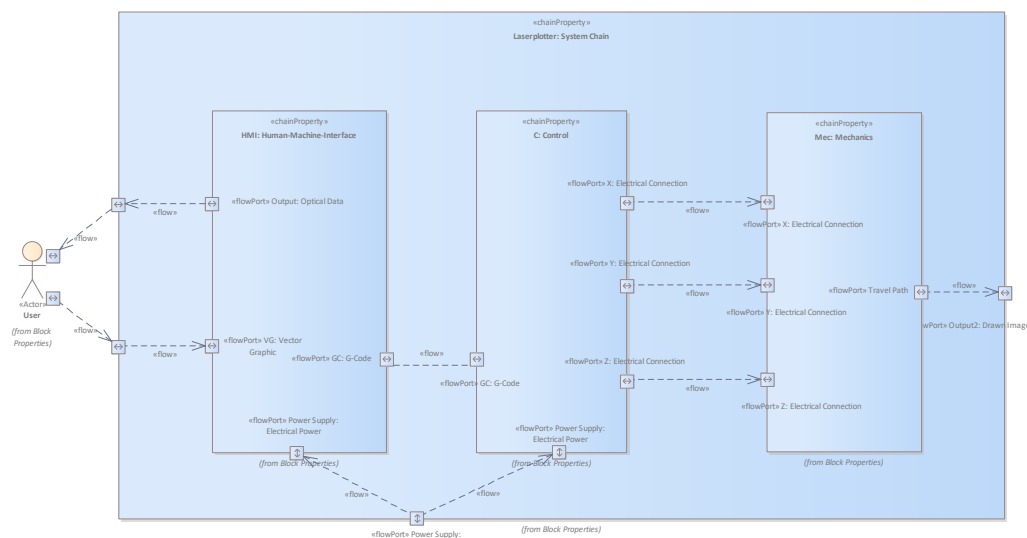 «chainProperty»
Laserplotter: System Chain
«chainProperty»
HMI: Human-Machine-Interface
«chainProperty»
C: Control
«chainProperty»
Mec: Mechanics
«flowPort» X: Electrical Connection
«flowPort» Output: Optical Data
«flow»
«flow»
«flowPort» X: Electrical Connection
«flow»
«flowPort» Y: Electrical Connection
«flow»
«flowPort» Travel Path
«flow»
«Actor»
User
(from Block
Properties)
«flowPort» Y: Electrical Connection
wPort» Output2: Drawn Image
«flow»
«flow»
«flowPort» VG: Vector
Graphic
«flowPort» GC: G-Code
«flow»
«flowPort» Z: Electrical Connection
«flowPort» GC: G-Code
«flow»
«flowPort» Z: Electrical Connection
«flowPort» Power Supply:
Electrical Power
«flowPort» Power Supply:
Electrical Power
(from Block Properties)
(from Block Properties)
(from Block Properties)
«flow»
«flow»
«flowPort» Power Supply:
(from Block Properties)